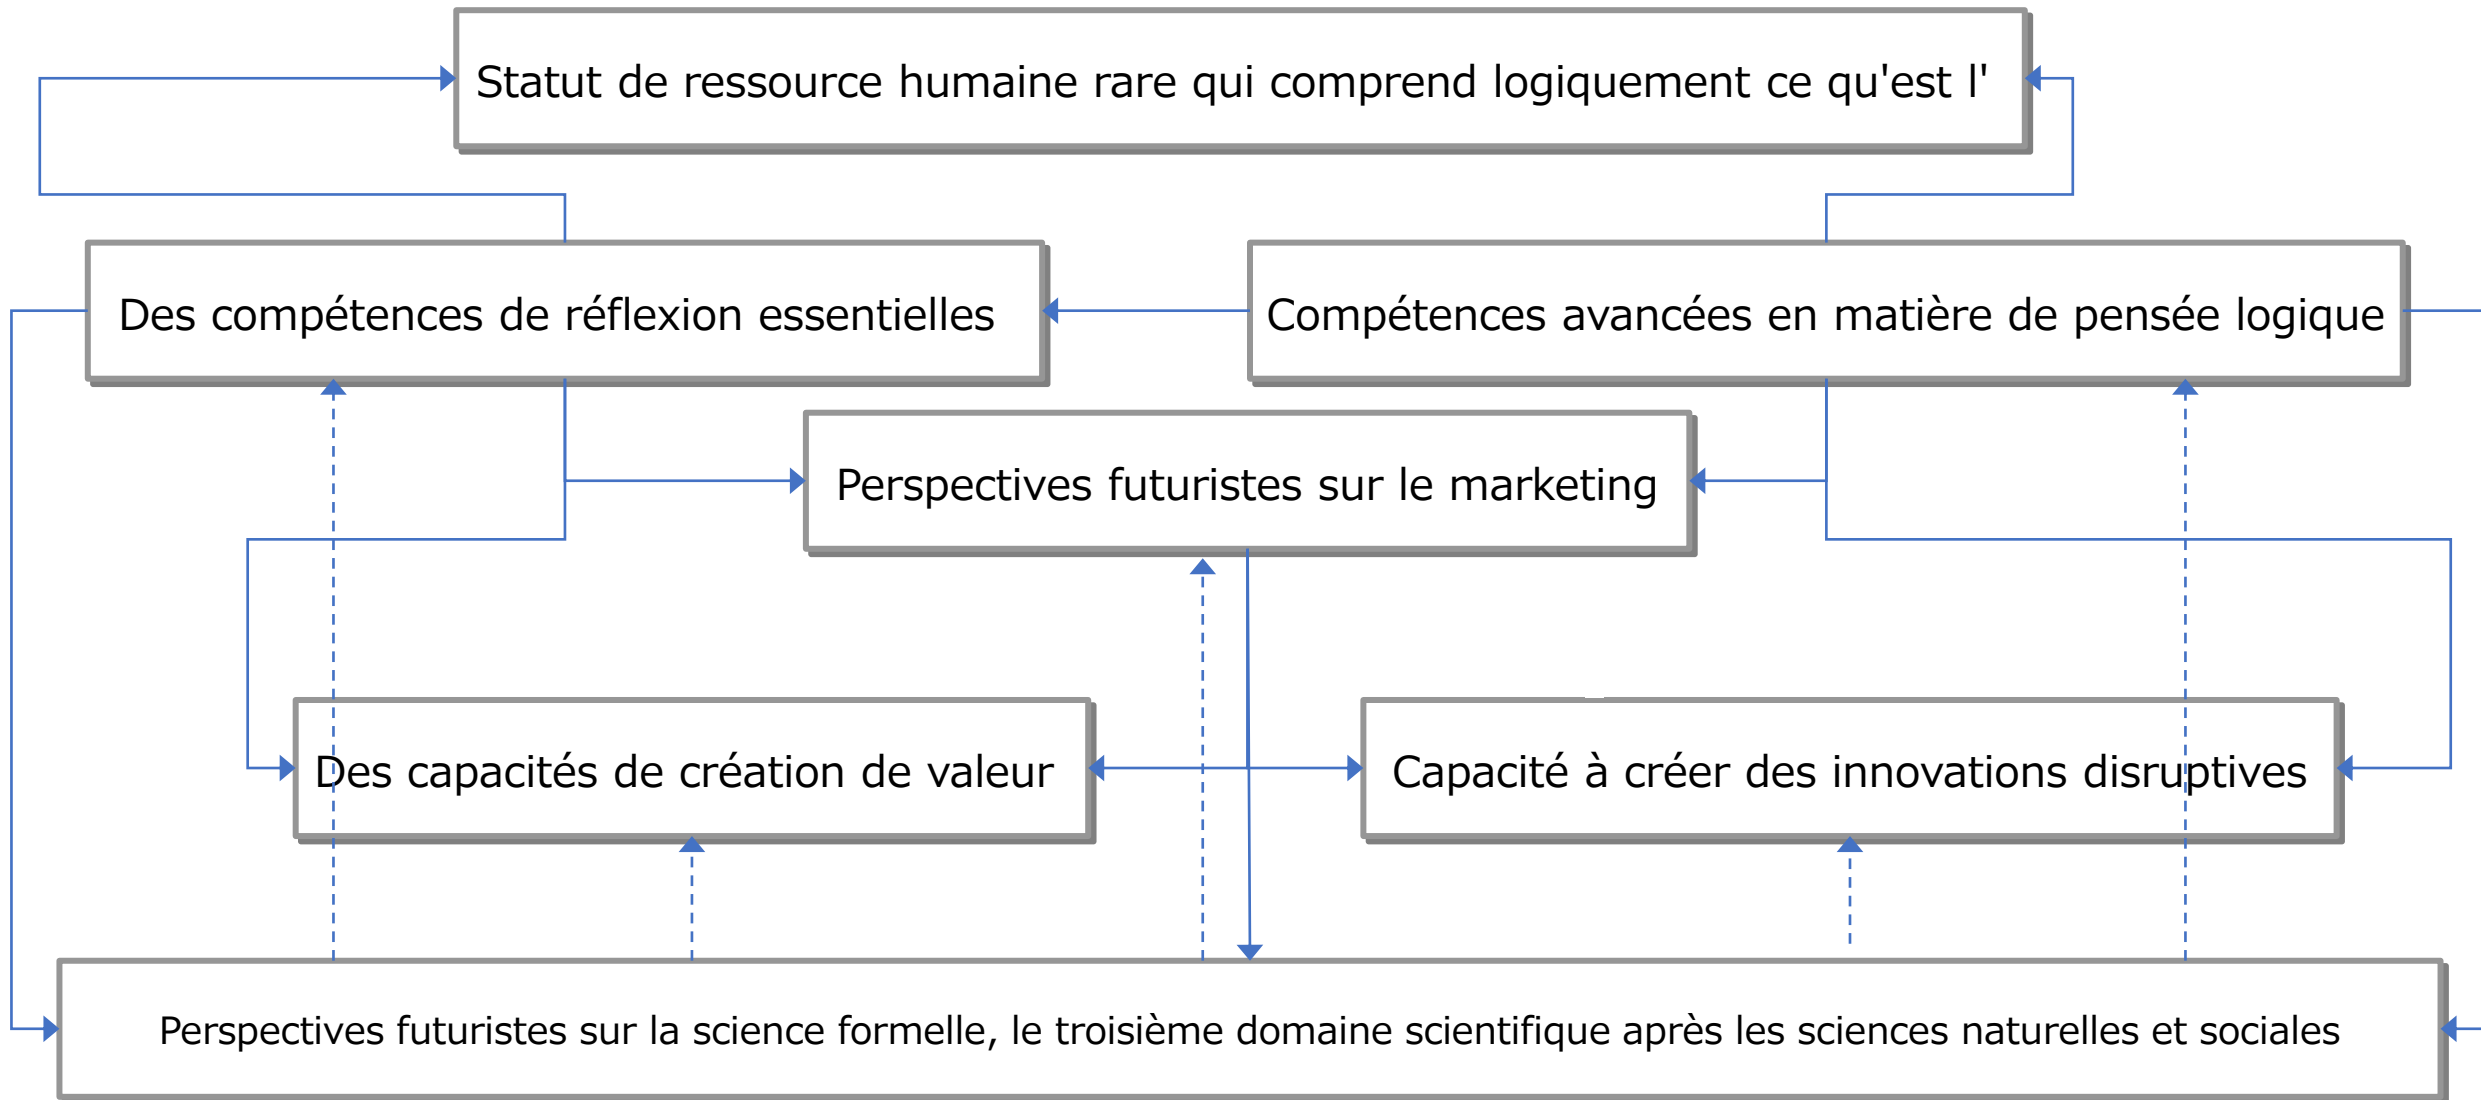 Statut de ressource humaine rare qui comprend logiquement ce qu'est l'
Des compétences de réflexion essentielles
Compétences avancées en matière de pensée logique
Perspectives futuristes sur le marketing
Des capacités de création de valeur
Capacité à créer des innovations disruptives
Perspectives futuristes sur la science formelle, le troisième domaine scientifique après les sciences naturelles et sociales